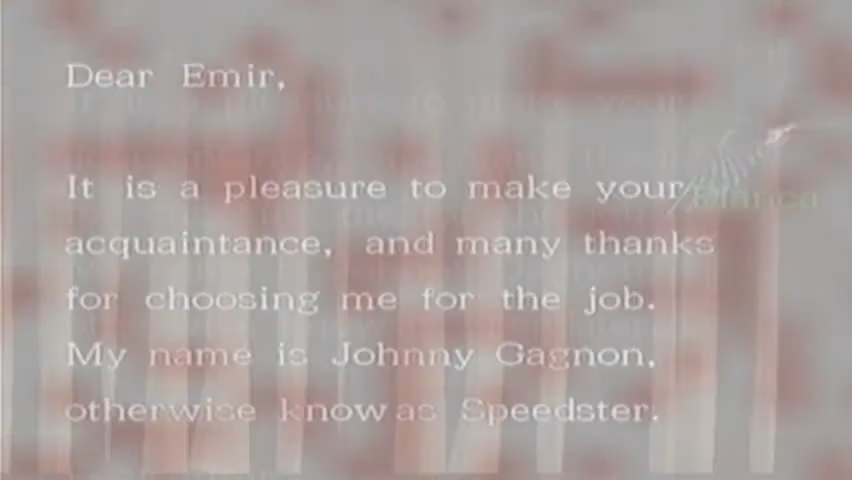 Dear Emir,
It is a pleasure to make your
acquaintance, and many thanks
for choosing me for the job.
My name is Johnny Gagnon,
otherwise know as Speedster.